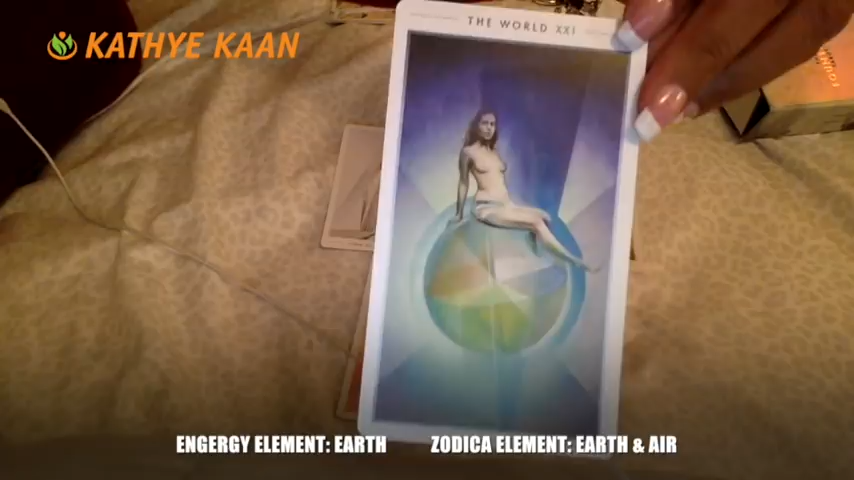 THE WORLD XXI
KATHYE KAAN
ENGERGY ELEMENT: EARTH
ZODICA ELEMENT: EARTH & AIR